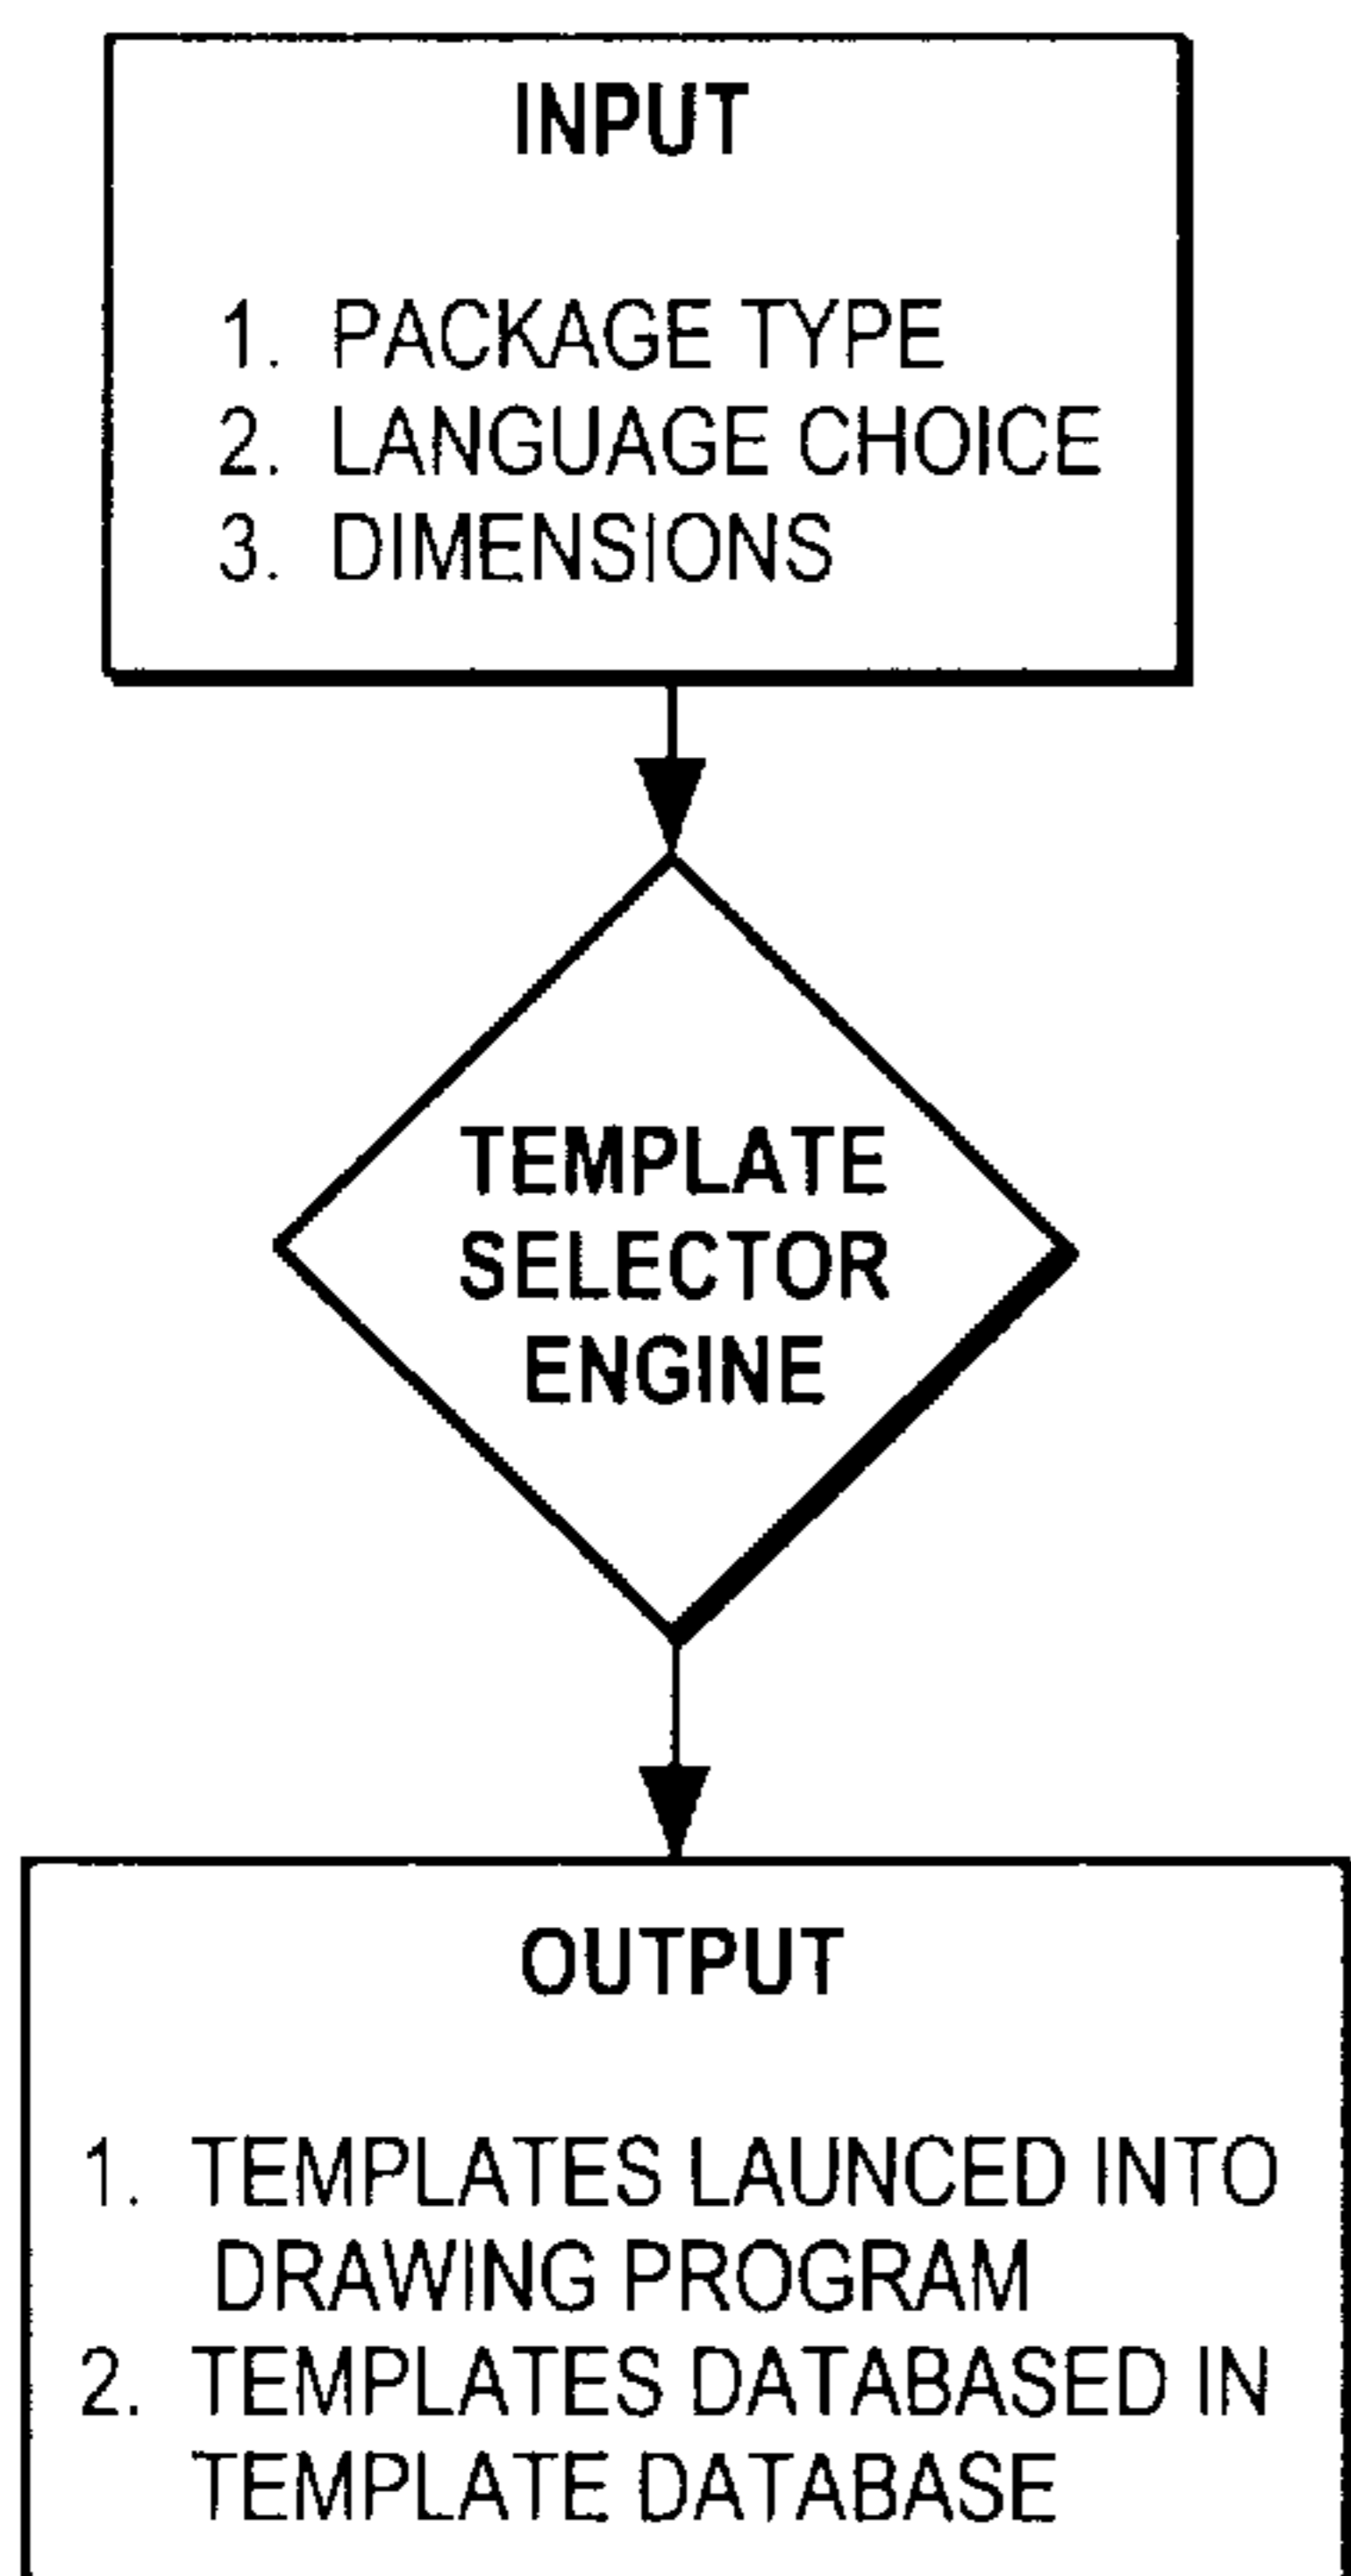 INPUT
1. PACKAGE TYPE
2. LANGUAGE CHOICE
3. DIMENSIONS
TEMPLATE
SELECTOR
ENGINE
OUTPUT
1. TEMPLATES LAUNCED INTO
DRAWING PROGRAM
2. TEMPLATES DATABASED IN
TEMPLATE DATABASE